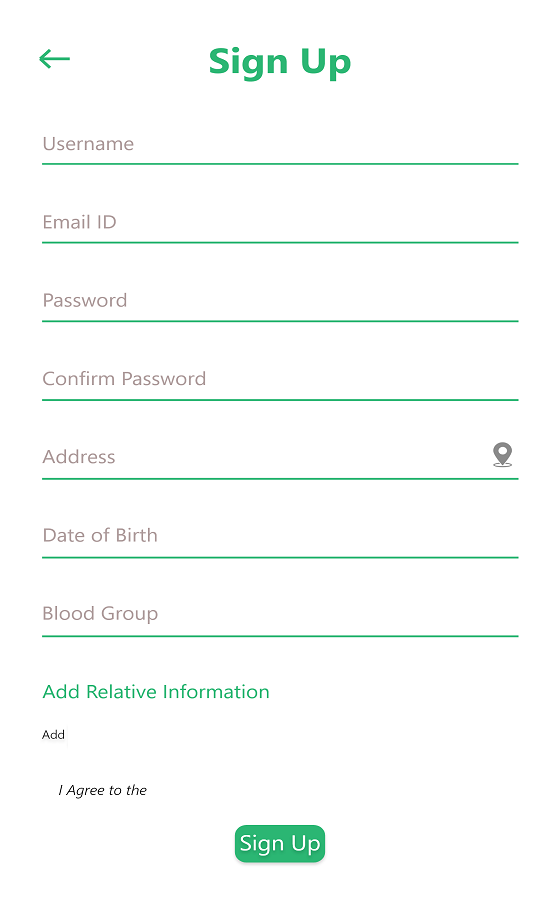 Sign Up
Username
Email ID
Password
Confirm Password
Address
Date of Birth
Blood Group
Add Relative Information
Add
I Agree to the
Sign Up